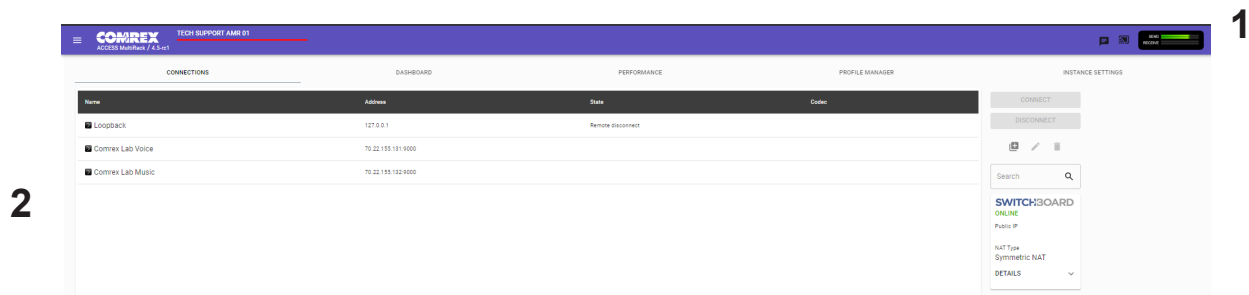 1
COMREX
ACCESS MultiRack / 4.5-rc1
TECH SUPPORT AMR 01
SEND
RECEIVE
CONNECTIONS DASHBOARD PERFORMANCE PROFILE MANAGER INSTANCE SETTINGS
Name Address State Codec
Loopback 127.0.0.1 Remote disconnect
Comrex Lab Voice 70.22.155.131:9000
Comrex Lab Music 70.22.155.132:9000
CONNECT
DISCONNECT
Search
2
SWITCHBOARD
ONLINE
Public IP
NAT Type
Symmetric NAT
DETAILS